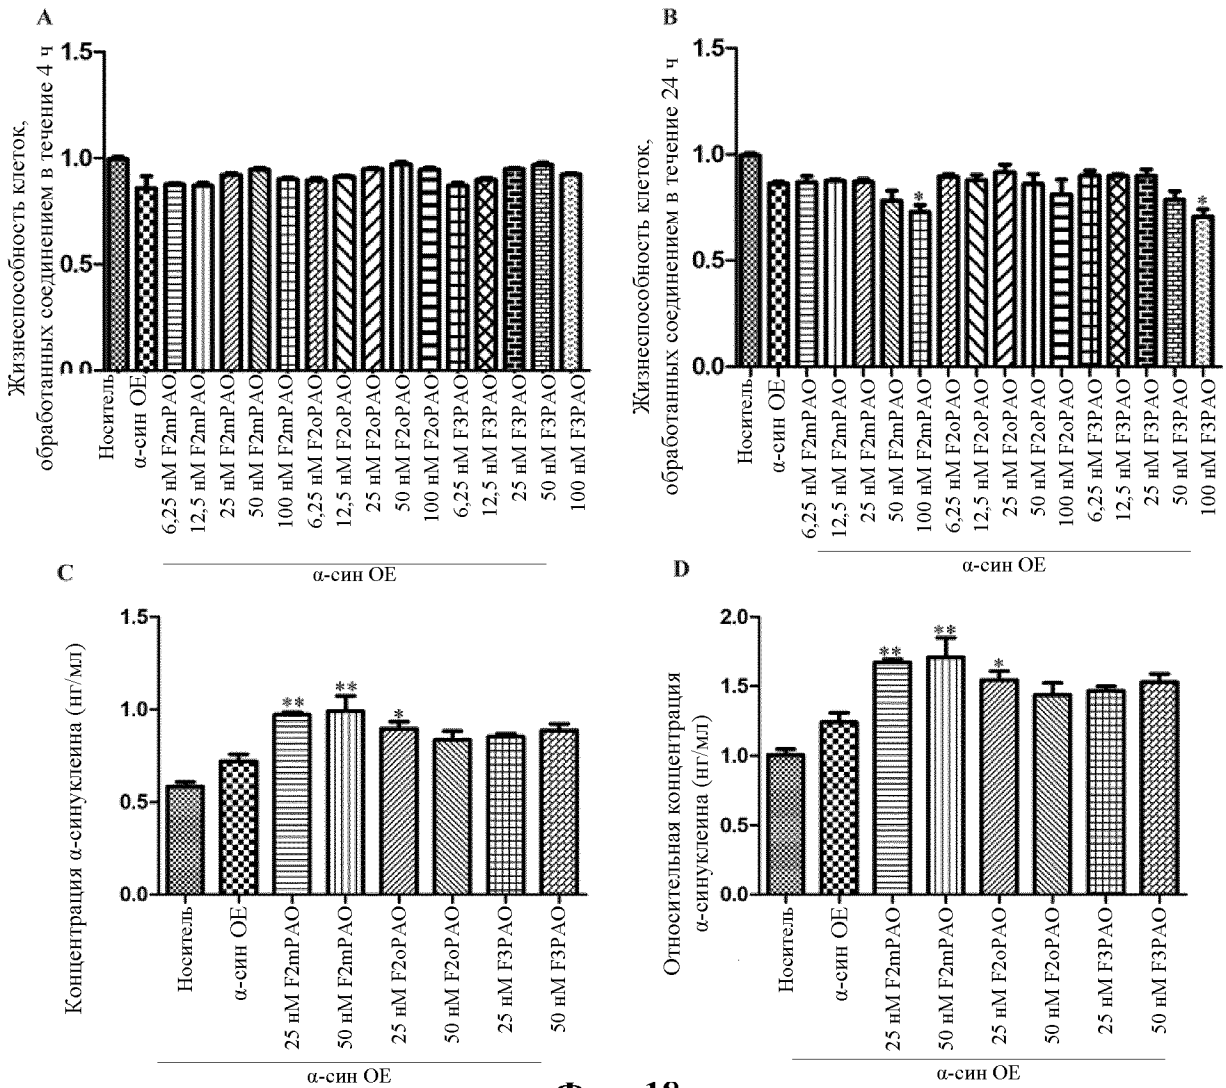 A
Жизнеспособность клеток,
обработанных соединением в течение 4 ч
1.5
1.0
0.5
0.0
Носитель
α-син OE
6,25 нМ F2mPAO
12,5 нМ F2mPAO
25 нМ F2mPAO
50 нМ F2mPAO
100 нМ F2mPAO
6,25 нМ F2oPAO
12,5 нМ F2oPAO
25 нМ F2oPAO
50 нМ F2oPAO
100 нМ F2oPAO
6,25 нМ F3PAO
12,5 нМ F3PAO
25 нМ F3PAO
50 нМ F3PAO
100 нМ F3PAO
α-син OE
B
Жизнеспособность клеток,
обработанных соединением в течение 24 ч
1.5
1.0
0.5
0.0
*
*
Носитель
α-син OE
6,25 нМ F2mPAO
12,5 нМ F2mPAO
25 нМ F2mPAO
50 нМ F2mPAO
100 нМ F2mPAO
6,25 нМ F2oPAO
12,5 нМ F2oPAO
25 нМ F2oPAO
50 нМ F2oPAO
100 нМ F2oPAO
6,25 нМ F3PAO
12,5 нМ F3PAO
25 нМ F3PAO
50 нМ F3PAO
100 нМ F3PAO
α-син OE
C
Концентрация α-синуклеина (нг/мл)
1.5
1.0
0.5
0.0
**
**
*
Носитель
α-син OE
25 нМ F2mPAO
50 нМ F2mPAO
25 нМ F2oPAO
50 нМ F2oPAO
25 нМ F3PAO
50 нМ F3PAO
α-син OE
D
Относительная концентрация
α-синуклеина (нг/мл)
2.0
1.5
1.0
0.5
0.0
**
**
*
Носитель
α-син OE
25 нМ F2mPAO
50 нМ F2mPAO
25 нМ F2oPAO
50 нМ F2oPAO
25 нМ F3PAO
50 нМ F3PAO
α-син OE